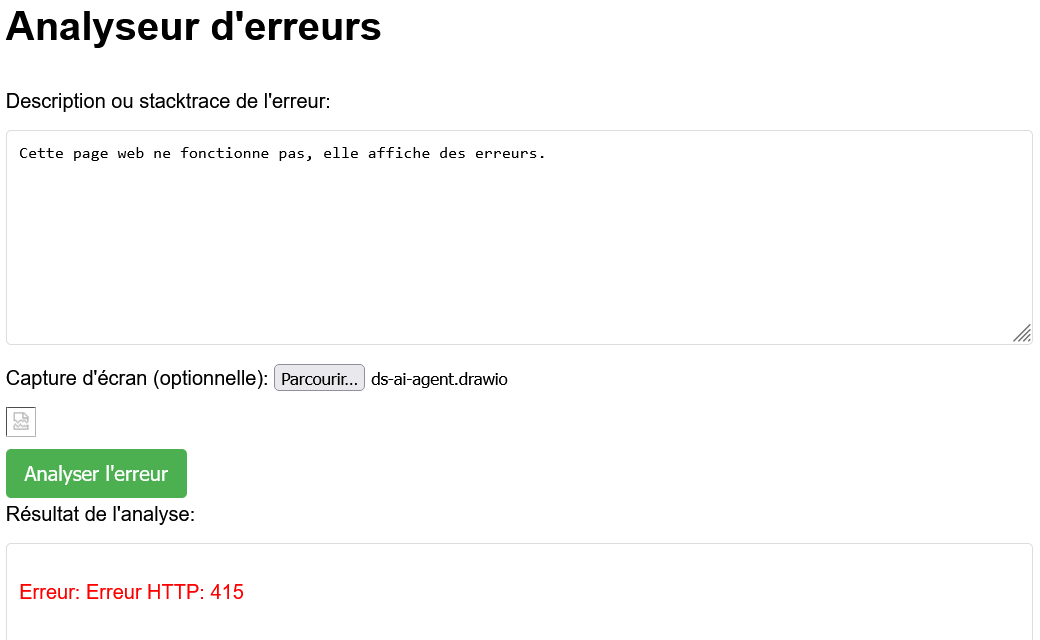 Analyseur d'erreurs
Description ou stacktrace de l'erreur:
Cette page web ne fonctionne pas, elle affiche des erreurs.
Capture d'écran (optionnelle): Parcourir... ds-ai-agent.drawio
Analyser l'erreur
Résultat de l'analyse:
Erreur: Erreur HTTP: 415